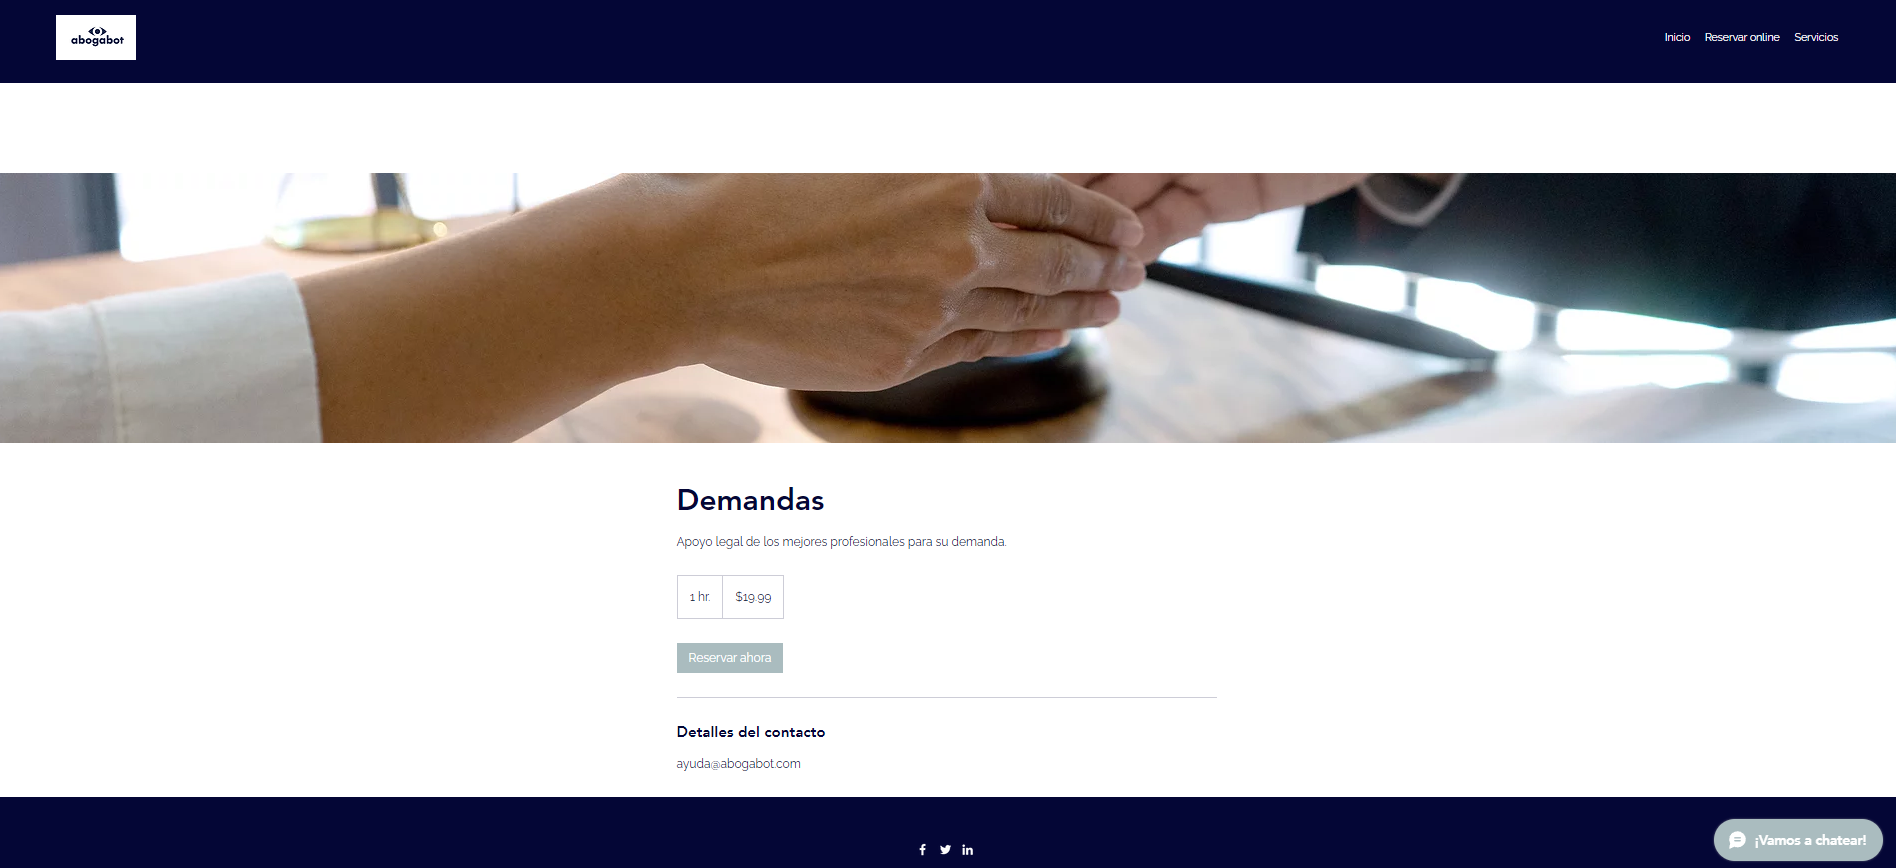 abogabot
Inicio Reservar online Servicios
Demandas
Apoyo legal de los mejores profesionales para su demanda.
1 hr. $19.99
Reservar ahora
Detalles del contacto
ayuda@abogabot.com
¡Vamos a chatear!